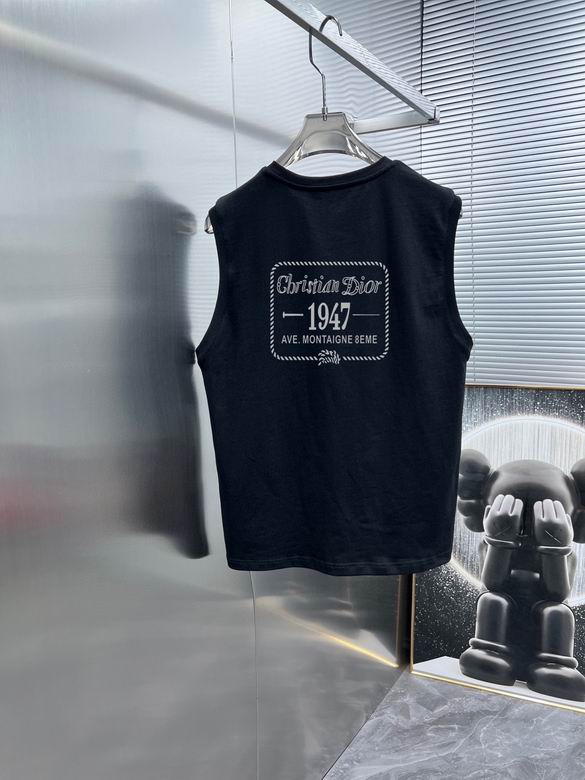 Christian Dior
1947
AVE. MONTAIGNE 8EME